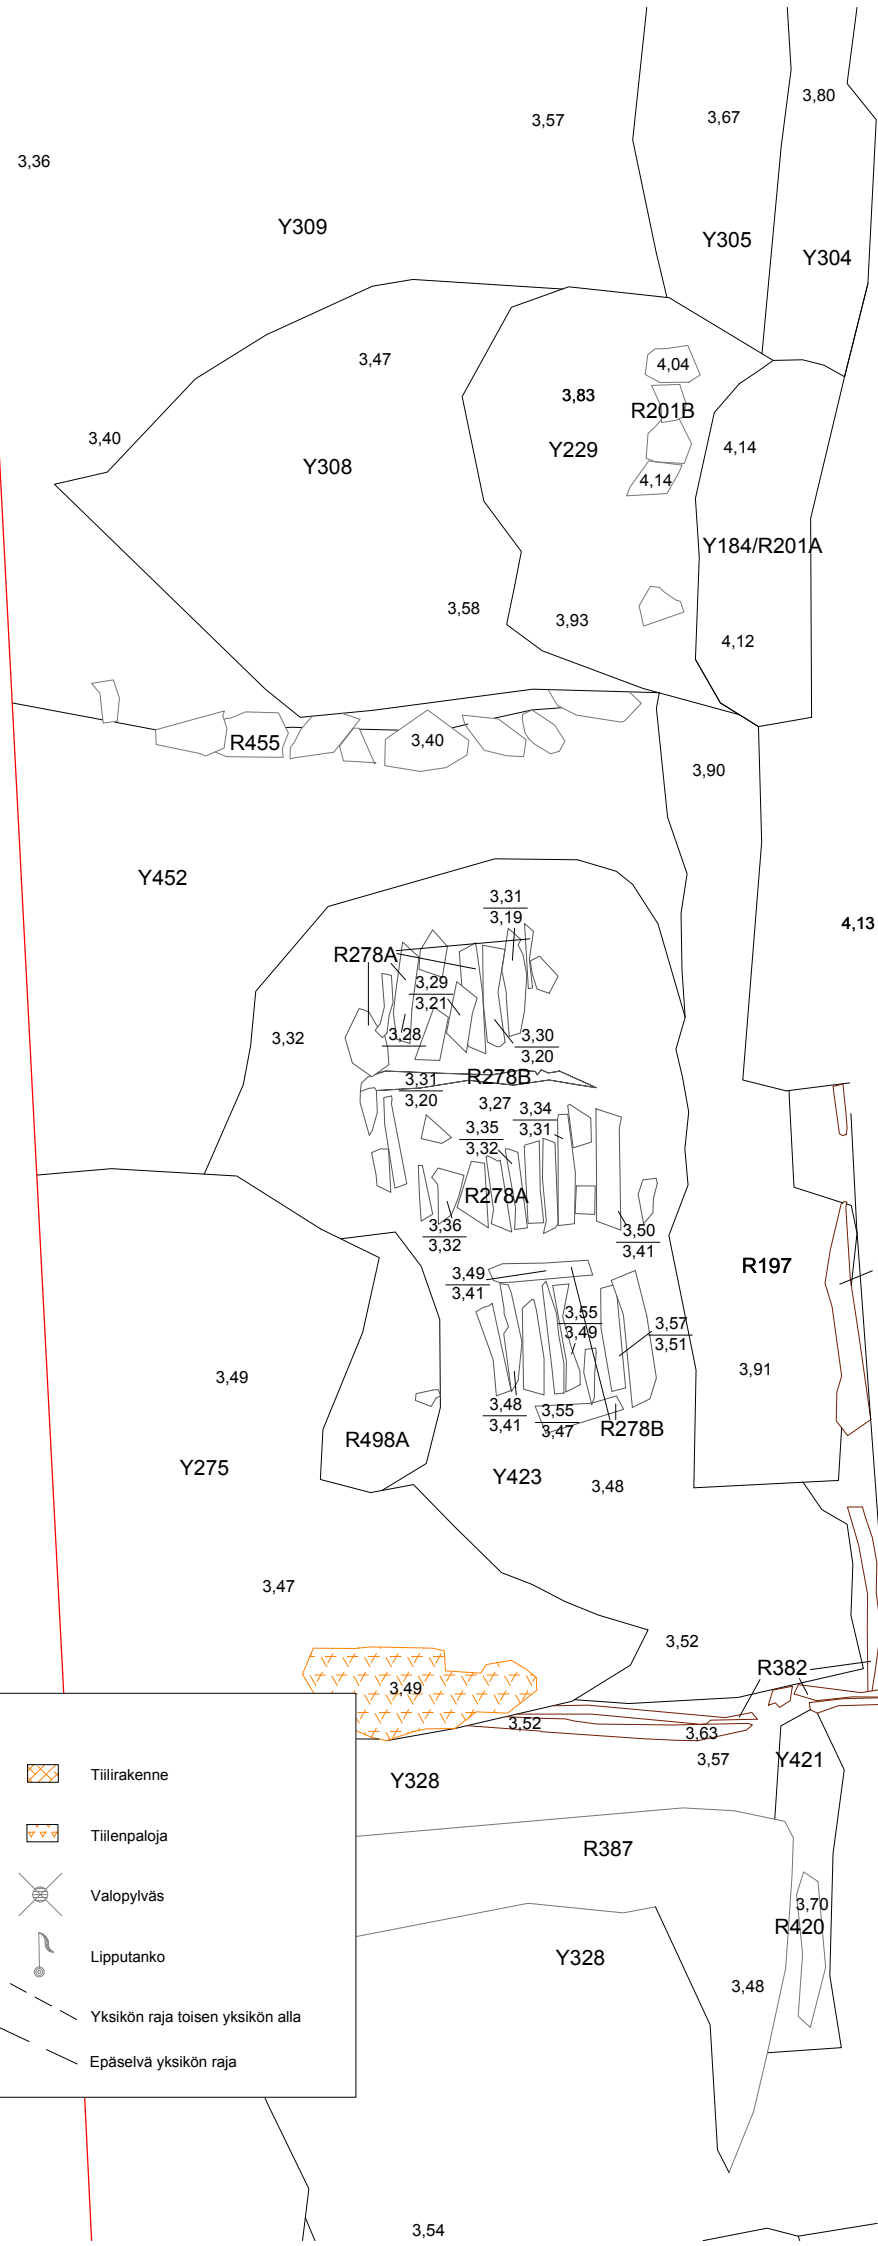 3,80
3,67
3,57
3,36
Y309
Y305
Y304
3,47
4,04
3,83
R201B
3,40
Y308
Y229
4,14
4,14
Y184/R201A
3,58
3,93
4,12
R455
3,40
3,90
Y452
3,31
3,19
4,13
R278A
3,29
3,21
3,32
3,28
3,30
3,20
R278B
3,31
3,20
3,27
3,34
3,31
3,35
3,32
R278A
3,36
3,32
3,50
3,41
R197
3,49
3,41
3,55
3,49
3,57
3,51
3,49
3,91
3,48
3,41
3,55
3,47
R278B
R498A
Y275
Y423
3,48
3,47
3,52
R382
3,49
3,52
3,63
3,57
Y421
Y328
Tiilirakenne
Tiilenpaloja
R387
Valopylväs
3,70
R420
Lipputanko
Y328
3,48
Yksikön raja toisen yksikön alla
Epäselvä yksikön raja
3,54